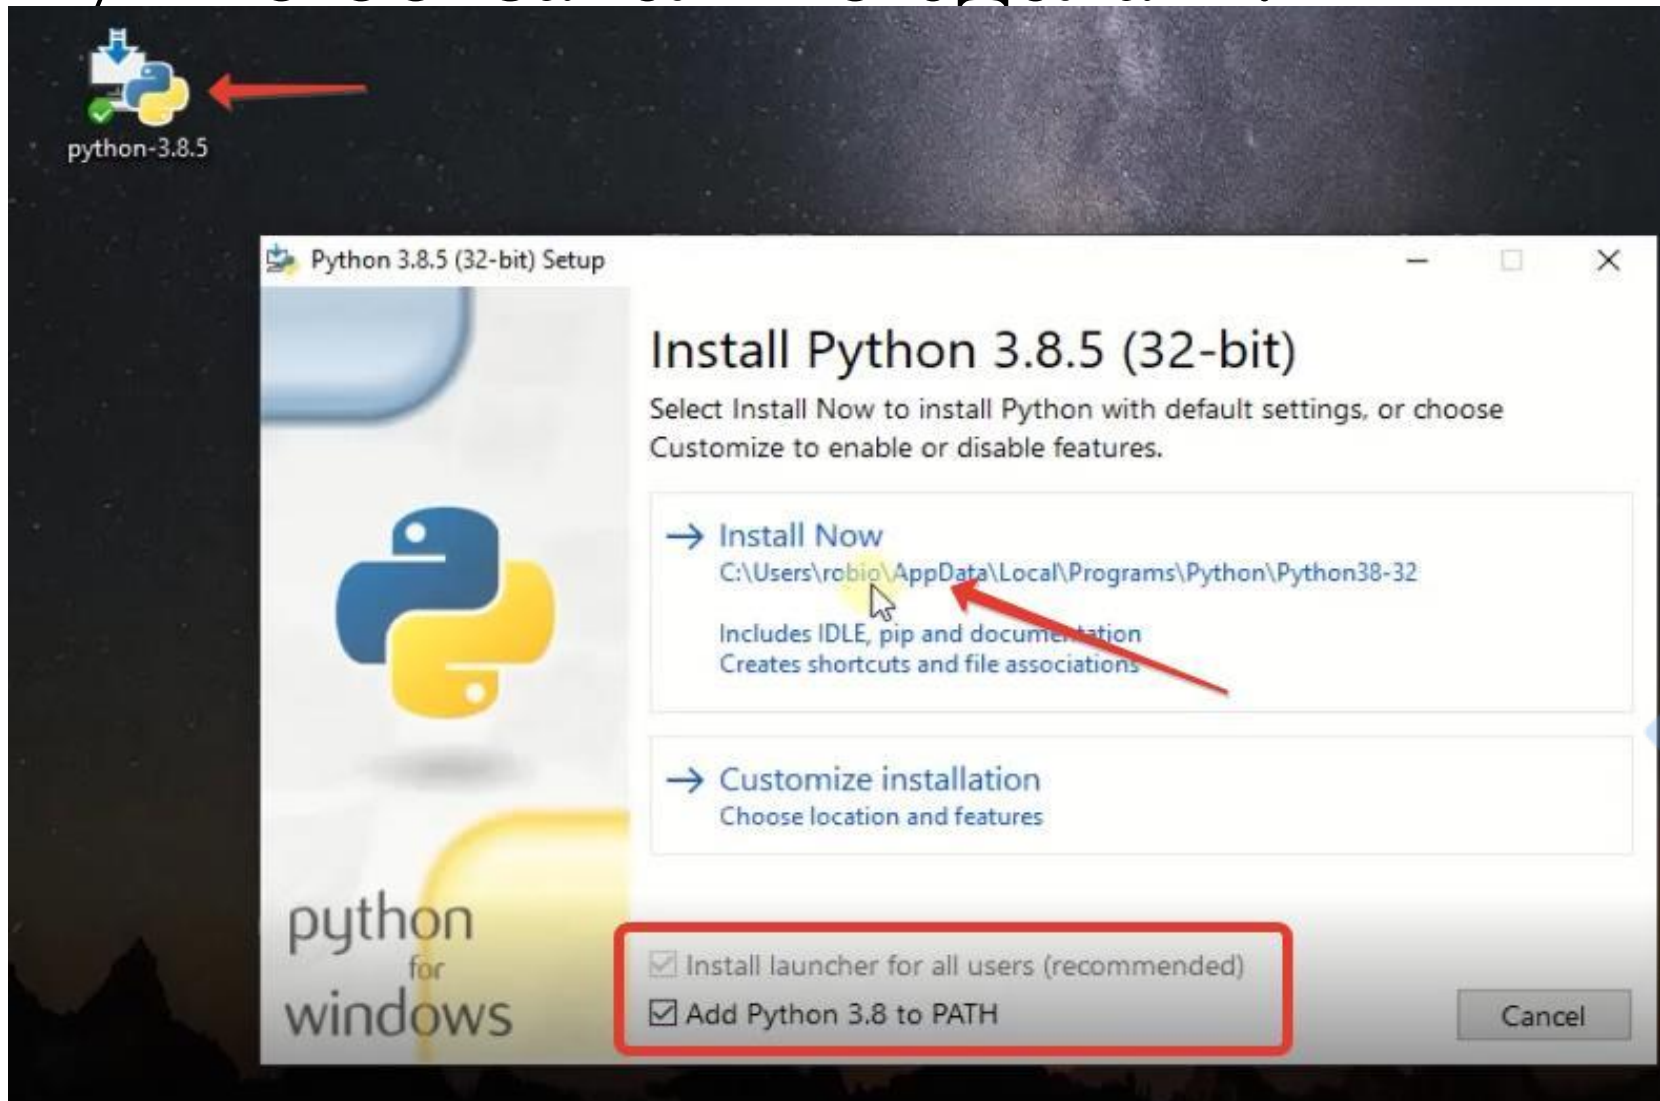 python-3.8.5
Python 3.8.5 (32-bit) Setup
Install Python 3.8.5 (32-bit)
Select Install Now to install Python with default settings, or choose
Customize to enable or disable features.
Install Now
C:\Users\robio\AppData\Local\Programs\Python\Python38-32
Includes IDLE, pip and documentation
Creates shortcuts and file associations
Customize installation
Choose location and features
python
for
windows
Install launcher for all users (recommended)
Add Python 3.8 to PATH
Cancel